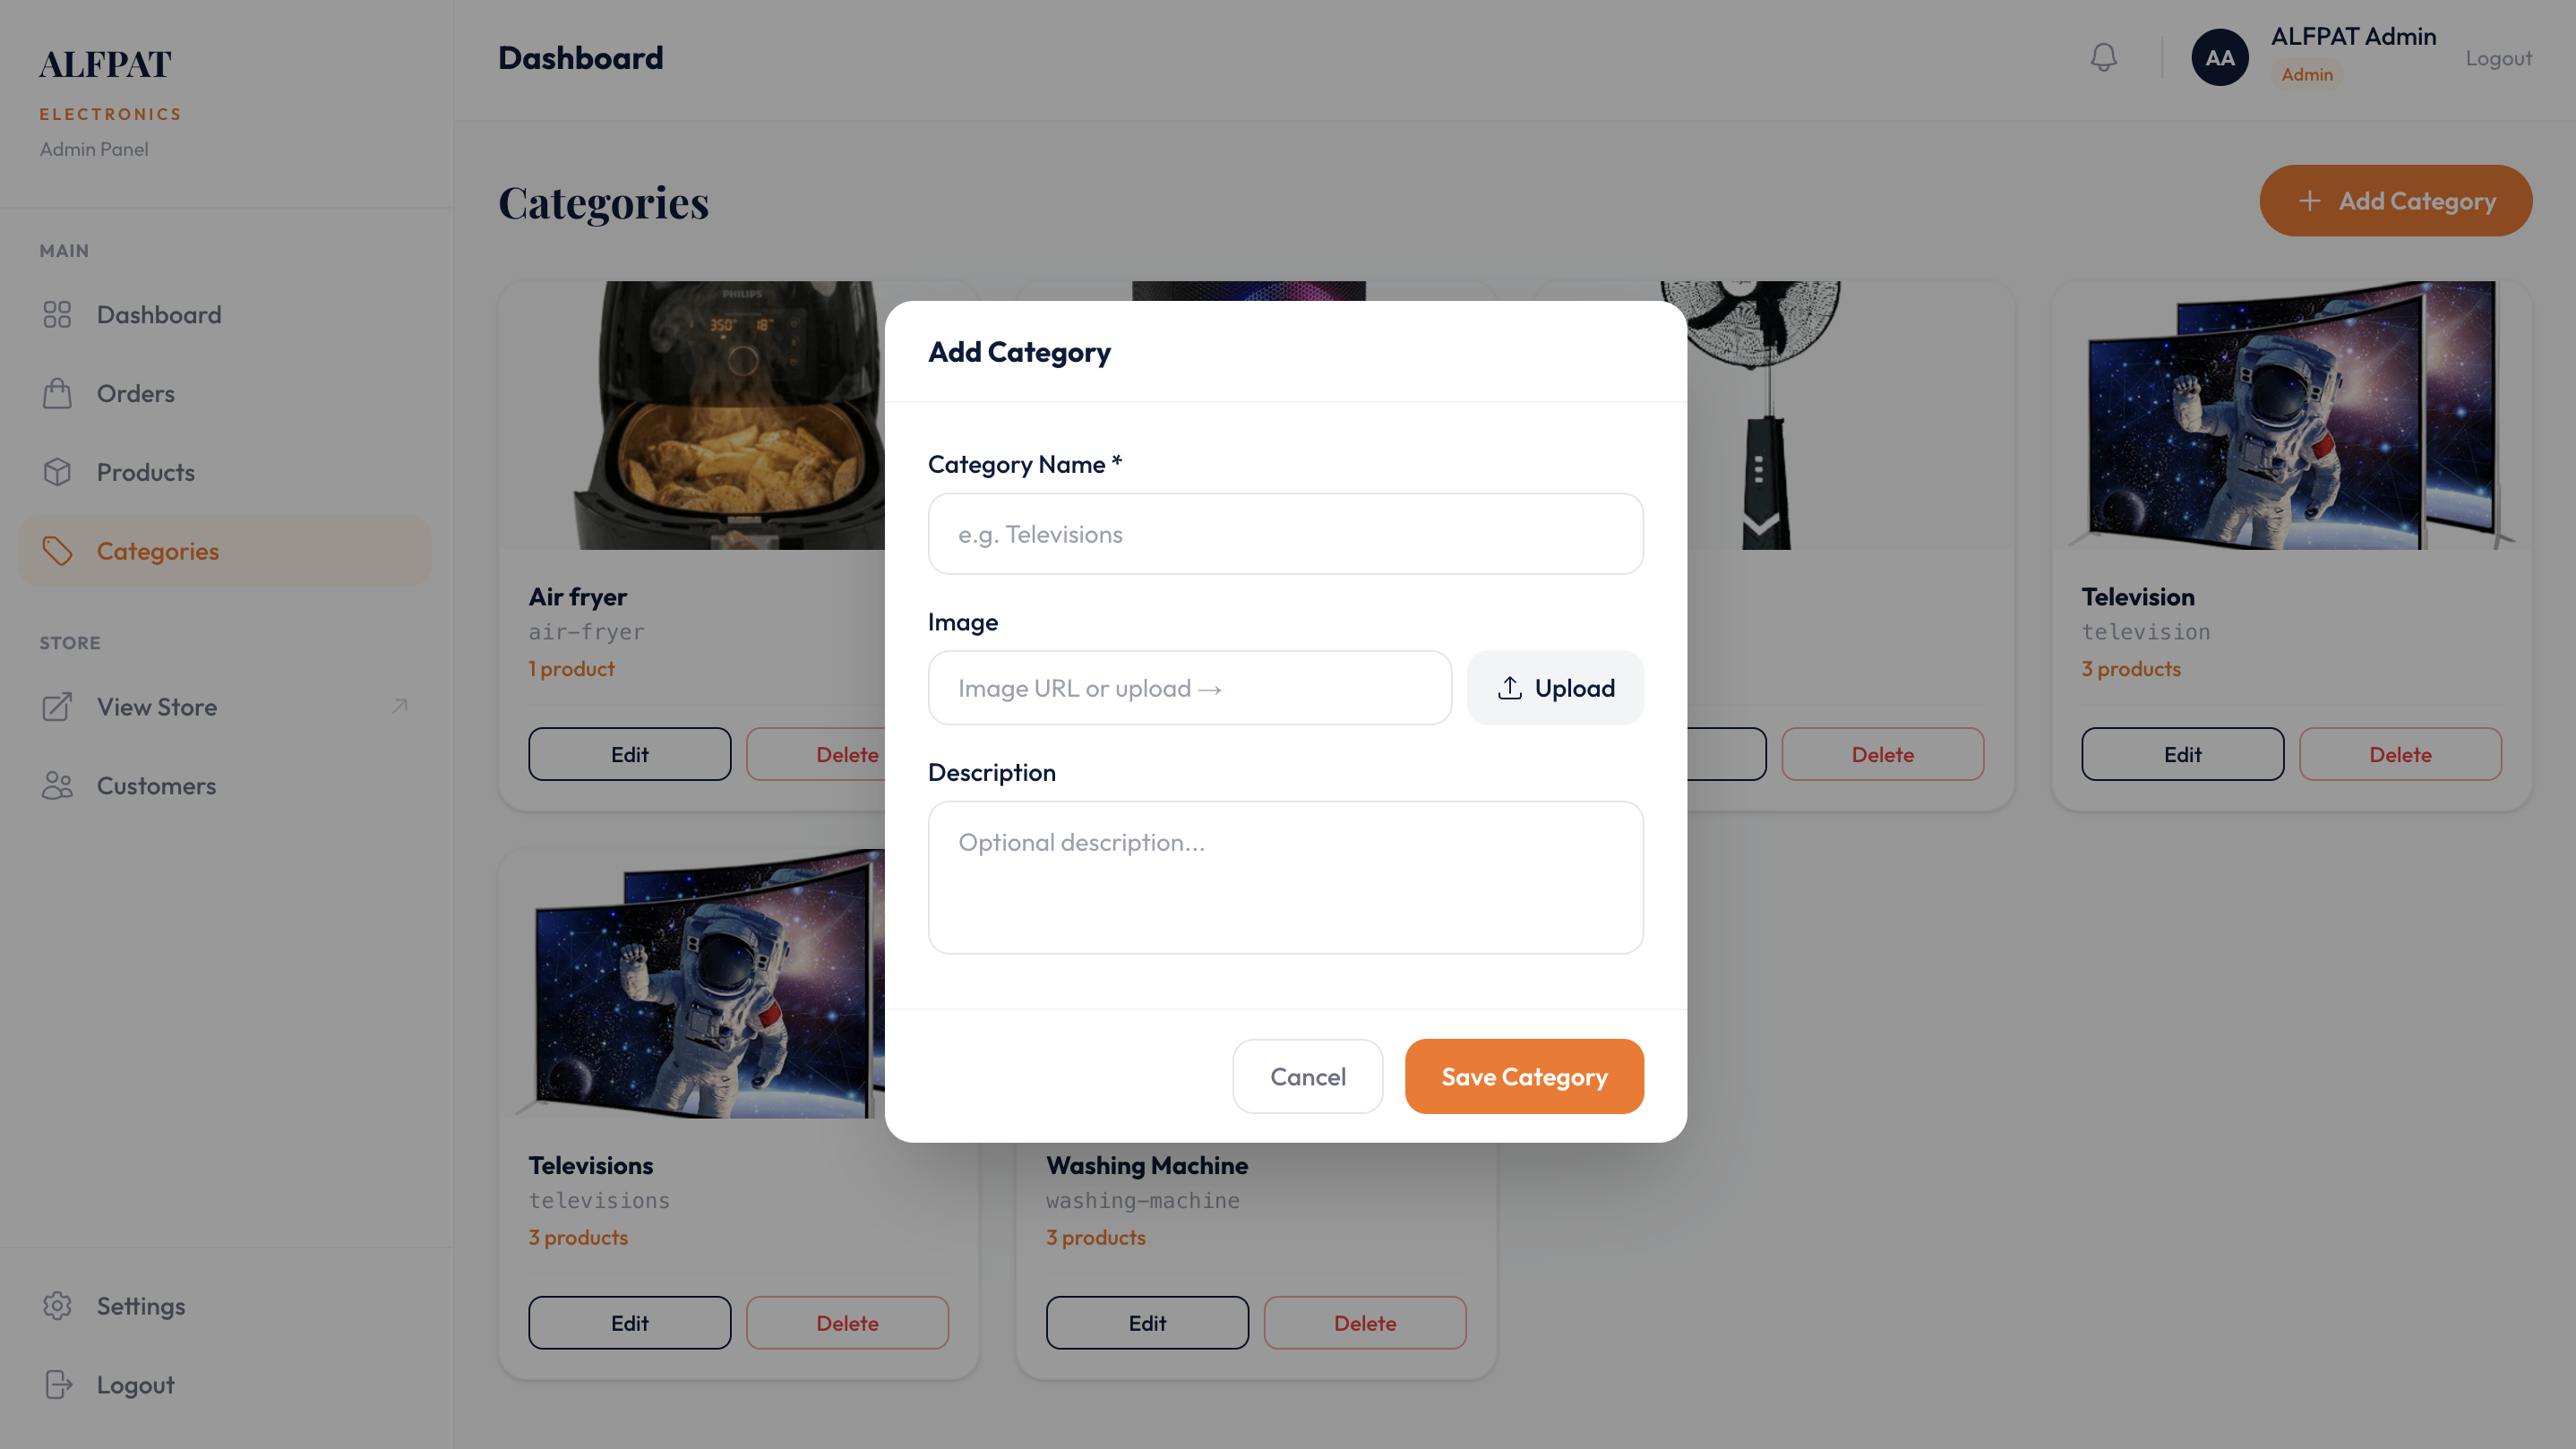 ALFPAT
ELECTRONICS
Admin Panel
MAIN
Dashboard
Orders
Products
Categories
STORE
View Store
Customers
Settings
Logout
Dashboard
AA
ALFPAT Admin
Admin
Logout
Categories
+ Add Category
PHILIPS
350° 18"
Air fryer
air-fryer
1 product
Edit
Delete
Delete
Television
television
3 products
Edit
Delete
Televisions
televisions
3 products
Edit
Delete
Washing Machine
washing-machine
3 products
Edit
Delete
Add Category
Category Name *
e.g. Televisions
Image
Image URL or upload →
Upload
Description
Optional description...
Cancel
Save Category